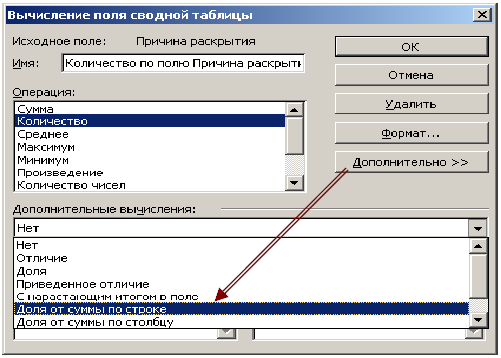 Вычисление поля сводной таблицы
Исходное поле: Причина раскрытия
Имя: Количество по полю Причина раскрыти
Операция:
Сумма
Количество
Среднее
Максимум
Минимум
Произведение
Количество чисел
ОК
Отмена
Удалить
Формат...
Дополнительно >>
Дополнительные вычисления:
Нет
Нет
Отличие
Доля
Приведенное отличие
С нарастающим итогом в поле
Доля от суммы по строке
Доля от суммы по столбцу